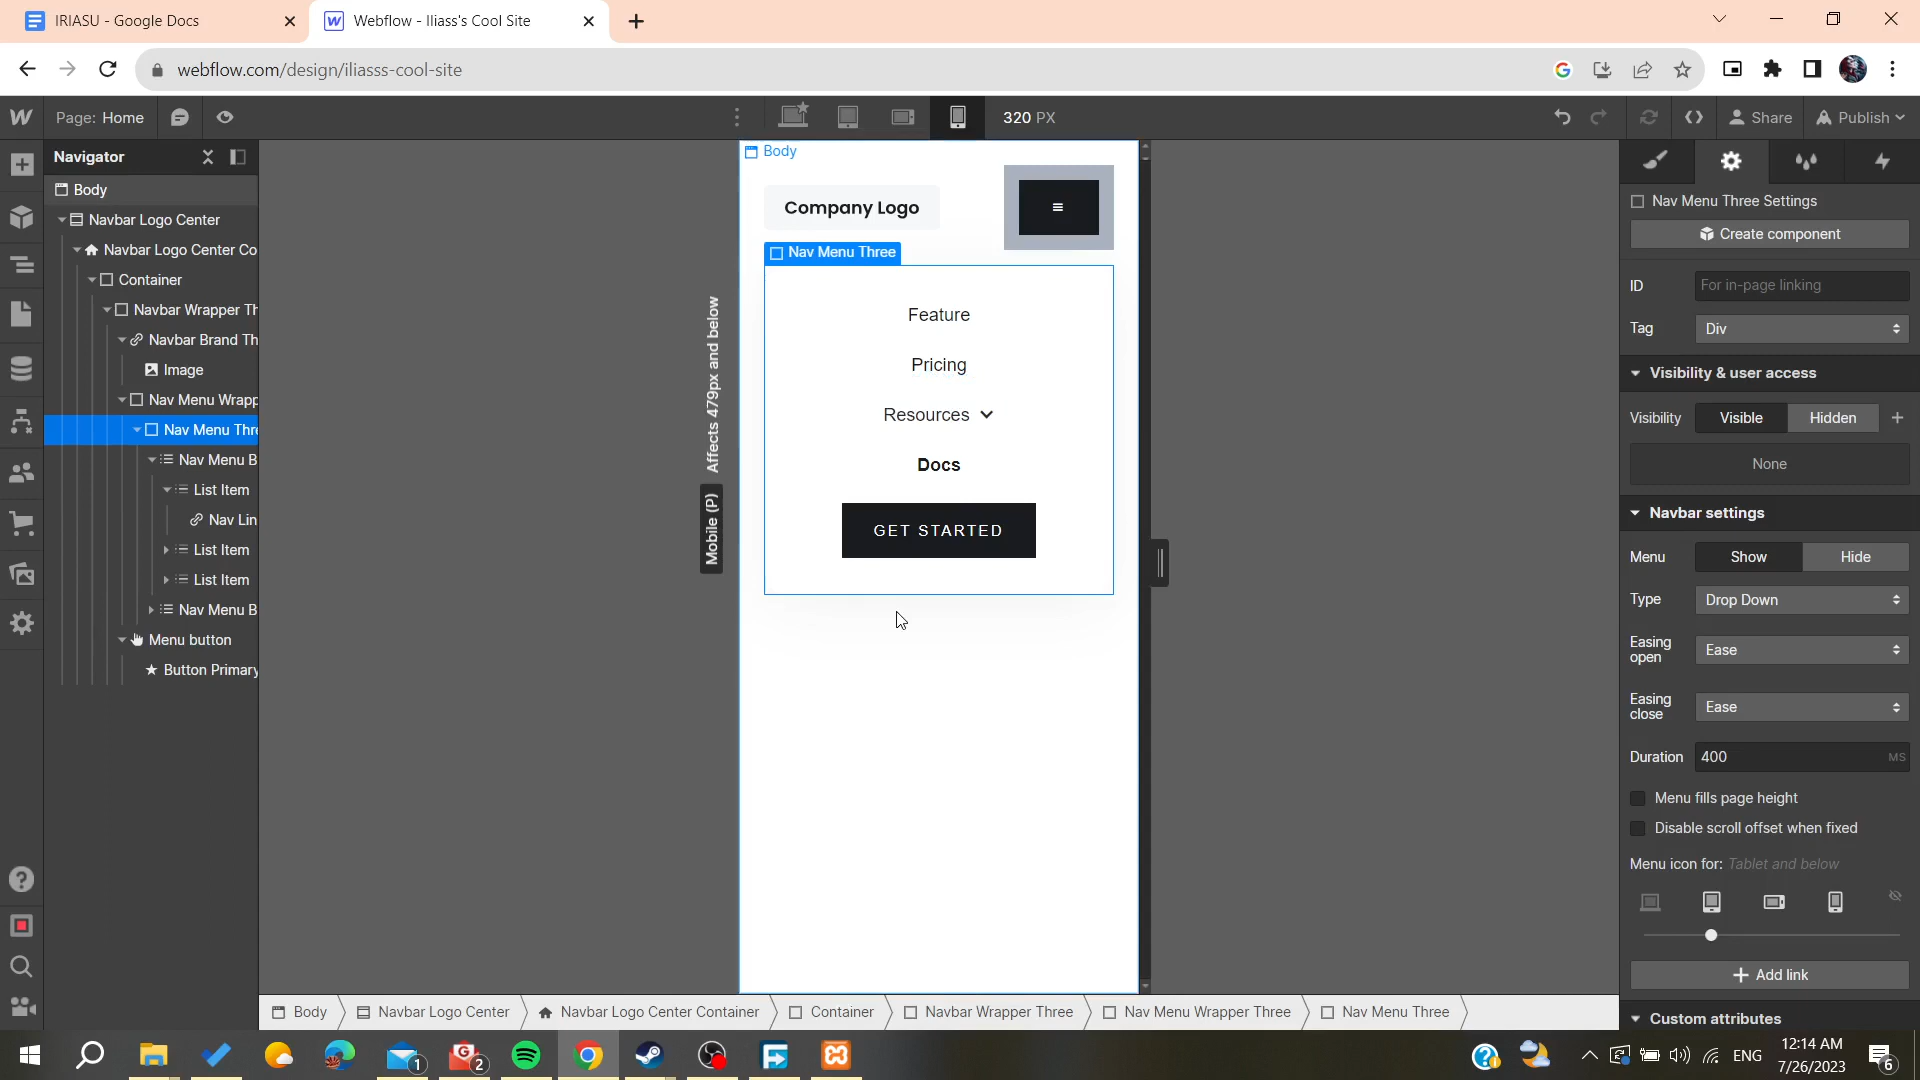 IRIASU - Google Docs
Webflow - Iliass's Cool Site
webflow.com/design/iliasss-cool-site
Page: Home
320 PX
Share
Publish
Navigator
Body
Navbar Logo Center
Navbar Logo Center Co
Container
Navbar Wrapper Th
Navbar Brand Th
Image
Nav Menu Wrapp
Nav Menu Thre
Nav Menu B
List Item
Nav Lin
List Item
List Item
Nav Menu B
Menu button
Button Primary
Affects 479px and below
Mobile (P)
Body
Company Logo
Nav Menu Three
Feature
Pricing
Resources
Docs
GET STARTED
Nav Menu Three Settings
Create component
ID
For in-page linking
Tag
Div
Visibility & user access
Visibility
Visible
Hidden
None
Navbar settings
Menu
Show
Hide
Type
Drop Down
Easing open
Ease
Easing close
Ease
Duration
400
MS
Menu fills page height
Disable scroll offset when fixed
Menu icon for: Tablet and below
Add link
Custom attributes
Body
Navbar Logo Center
Navbar Logo Center Container
Container
Navbar Wrapper Three
Nav Menu Wrapper Three
Nav Menu Three
1
2
ENG
12:14 AM
7/26/2023
6